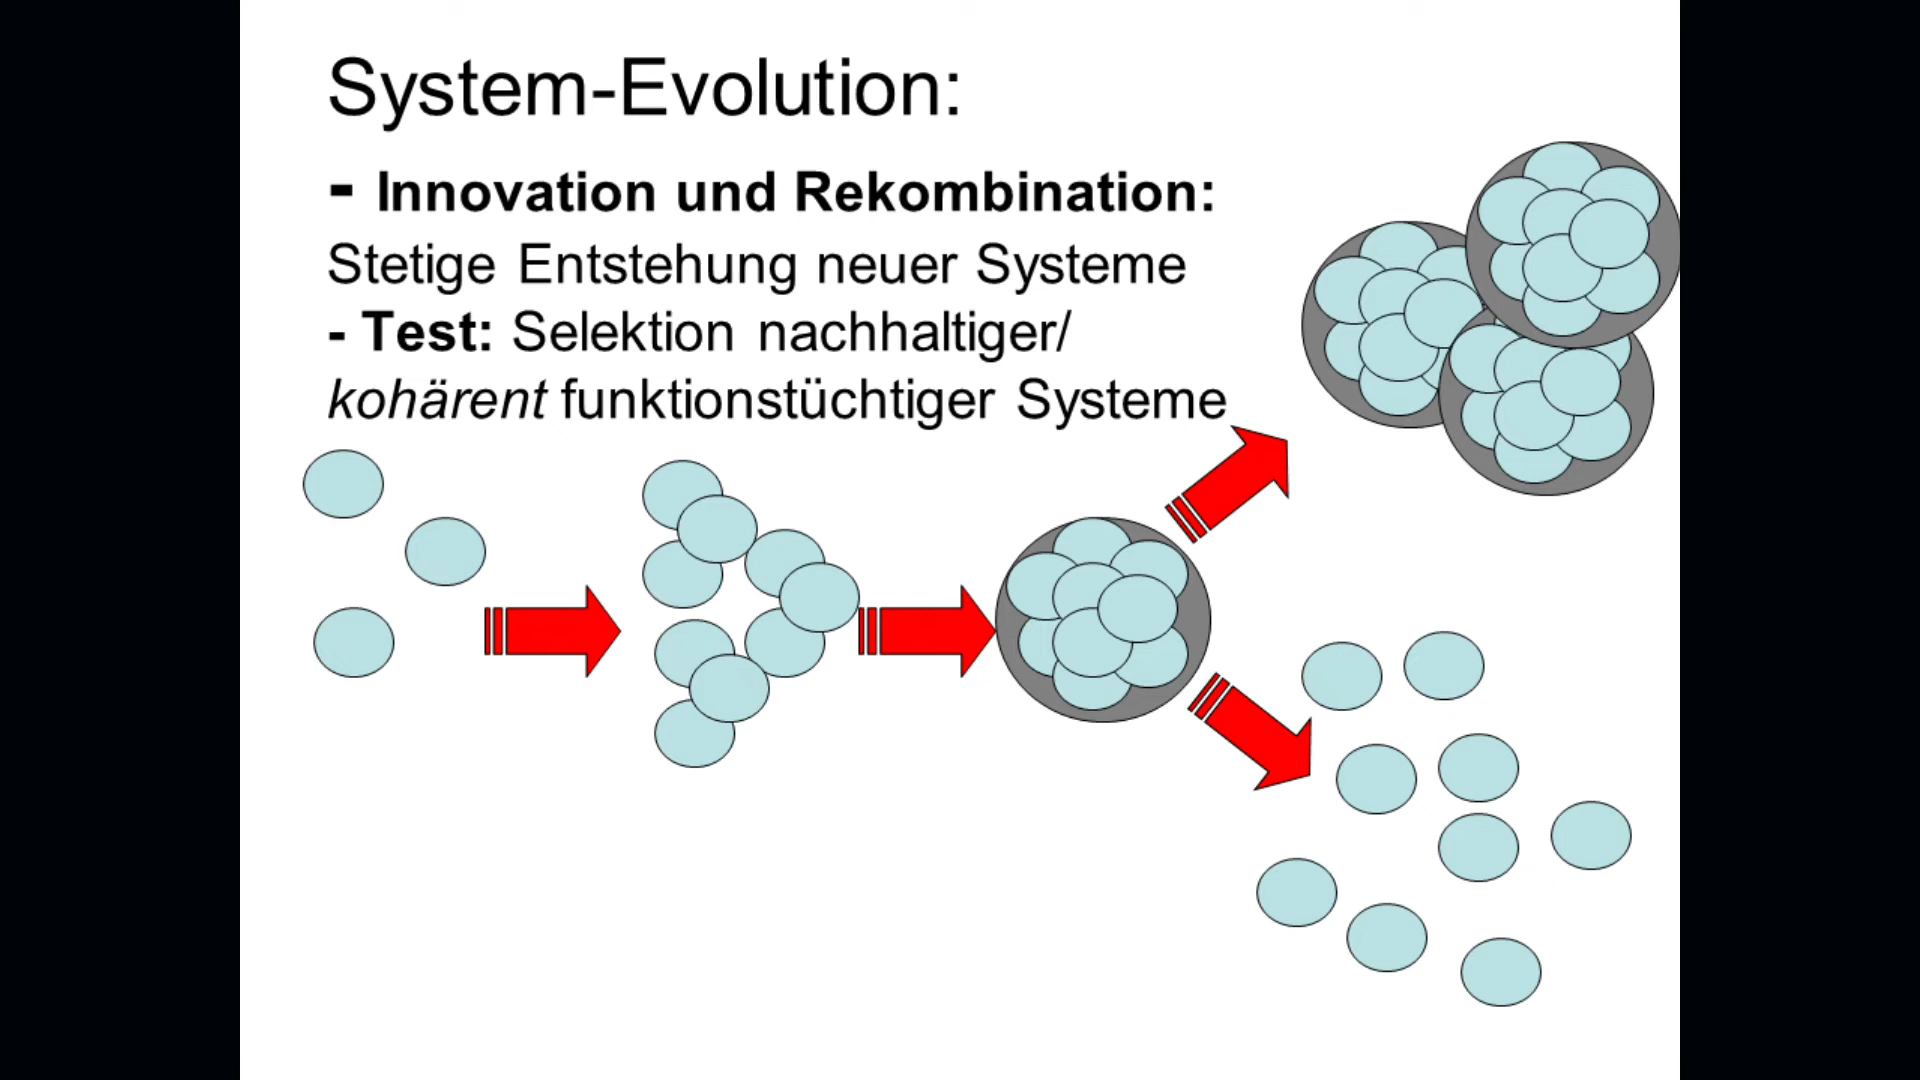 System-Evolution:
- Innovation und Rekombination:
Stetige Entstehung neuer Systeme
- Test: Selektion nachhaltiger/
kohärent funktionstüchtiger Systeme